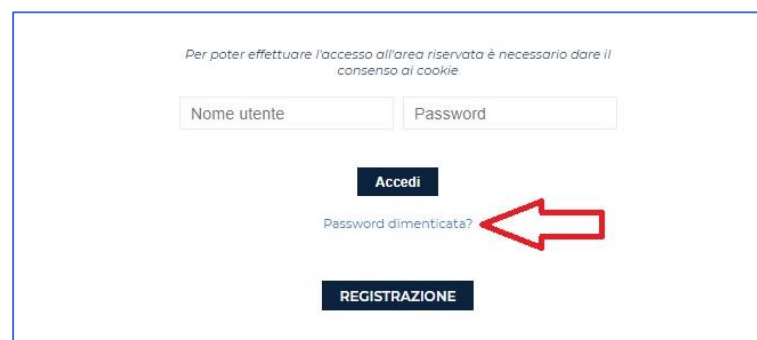 Per poter effettuare l'accesso all'area riservata è necessario dare il
consenso ai cookie
Nome utente Password
Accedi
Password dimenticata?
REGISTRAZIONE